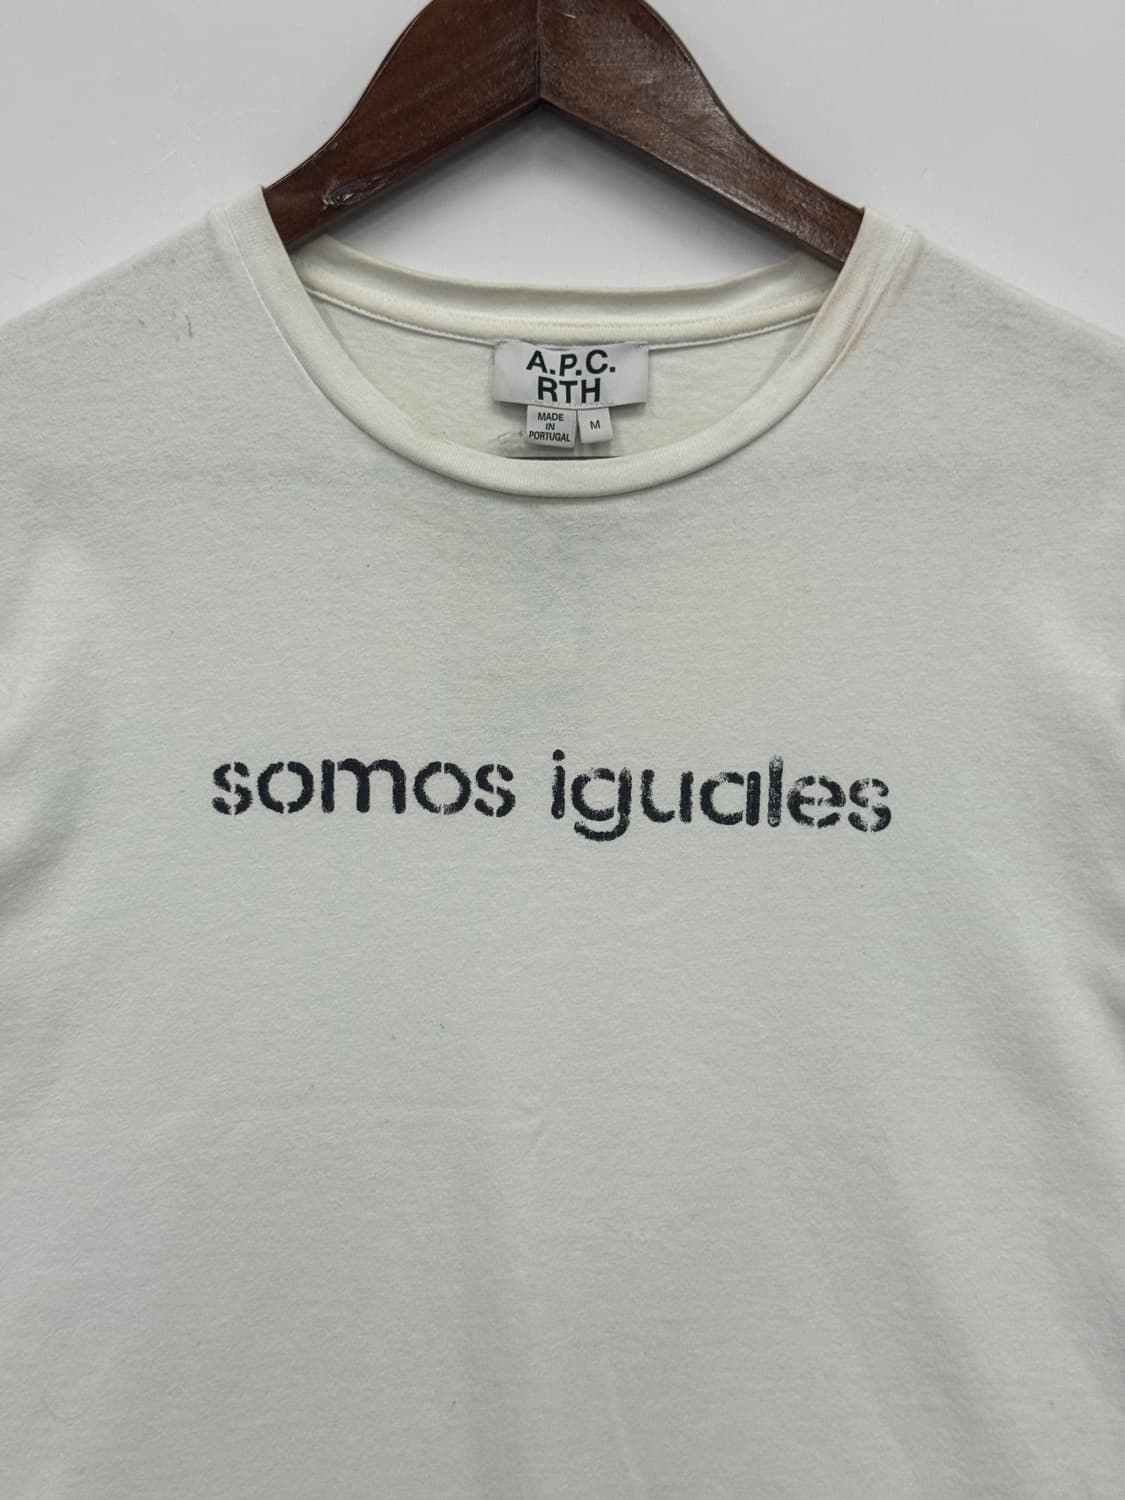 A.P.C.
RTH
MADE
IN
PORTUGAL
M
somos iguales